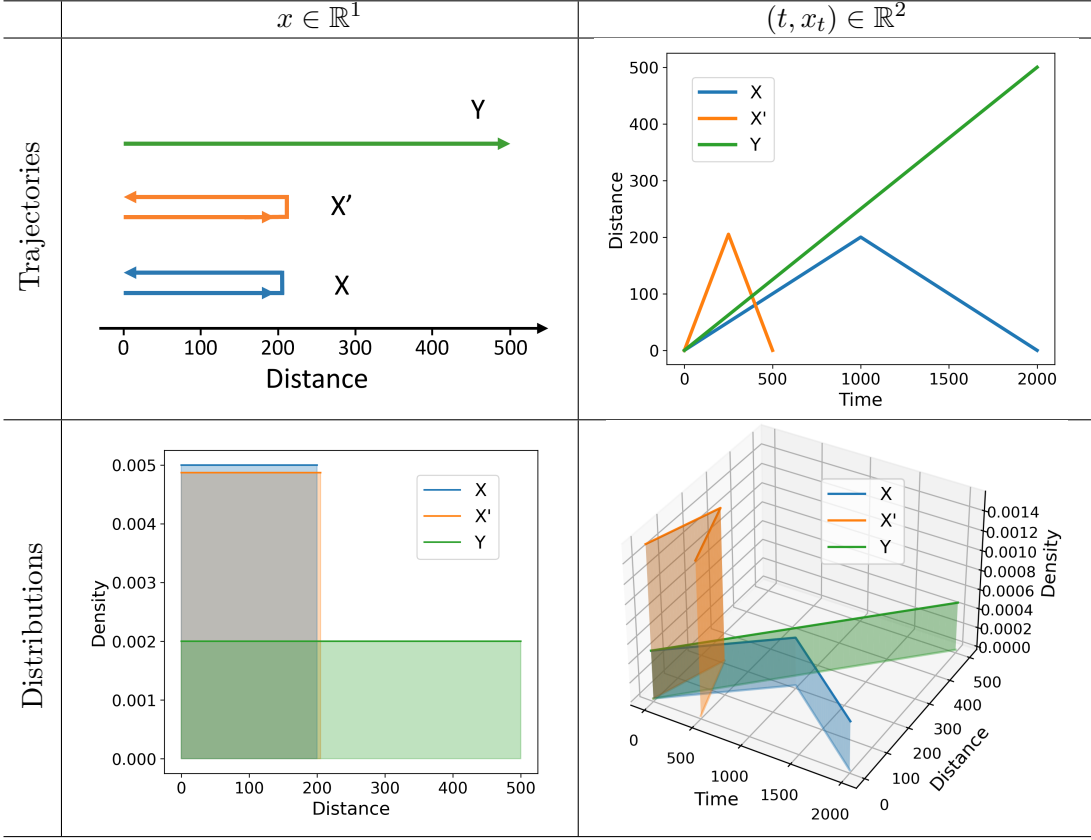 x ∈ ℝ¹
(t, xₜ) ∈ ℝ²
Trajectories
Y
X’
X
0 100 200 300 400 500
Distance
500
400
300
200
100
0
Distance
X
X'
Y
0 500 1000 1500 2000
Time
Distributions
0.005
0.004
0.003
0.002
0.001
0.000
Density
X
X'
Y
0 100 200 300 400 500
Distance
X
X'
Y
0.0014
0.0012
0.0010
0.0008
0.0006
0.0004
0.0002
0.0000
Density
0 500 1000 1500 2000
Time
0 100 200 300 400 500
Distance